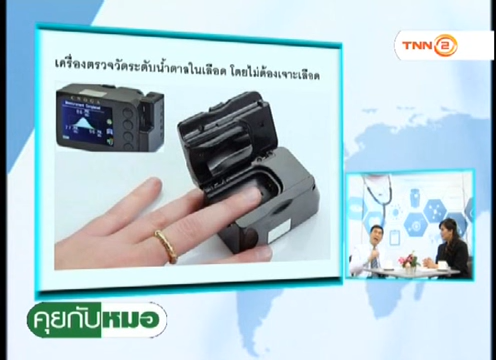 TNN 2
เครื่องตรวจวัดระดับน้ำตาลในเลือด โดยไม่ต้องเจาะเลือด
คุยกับหมอ